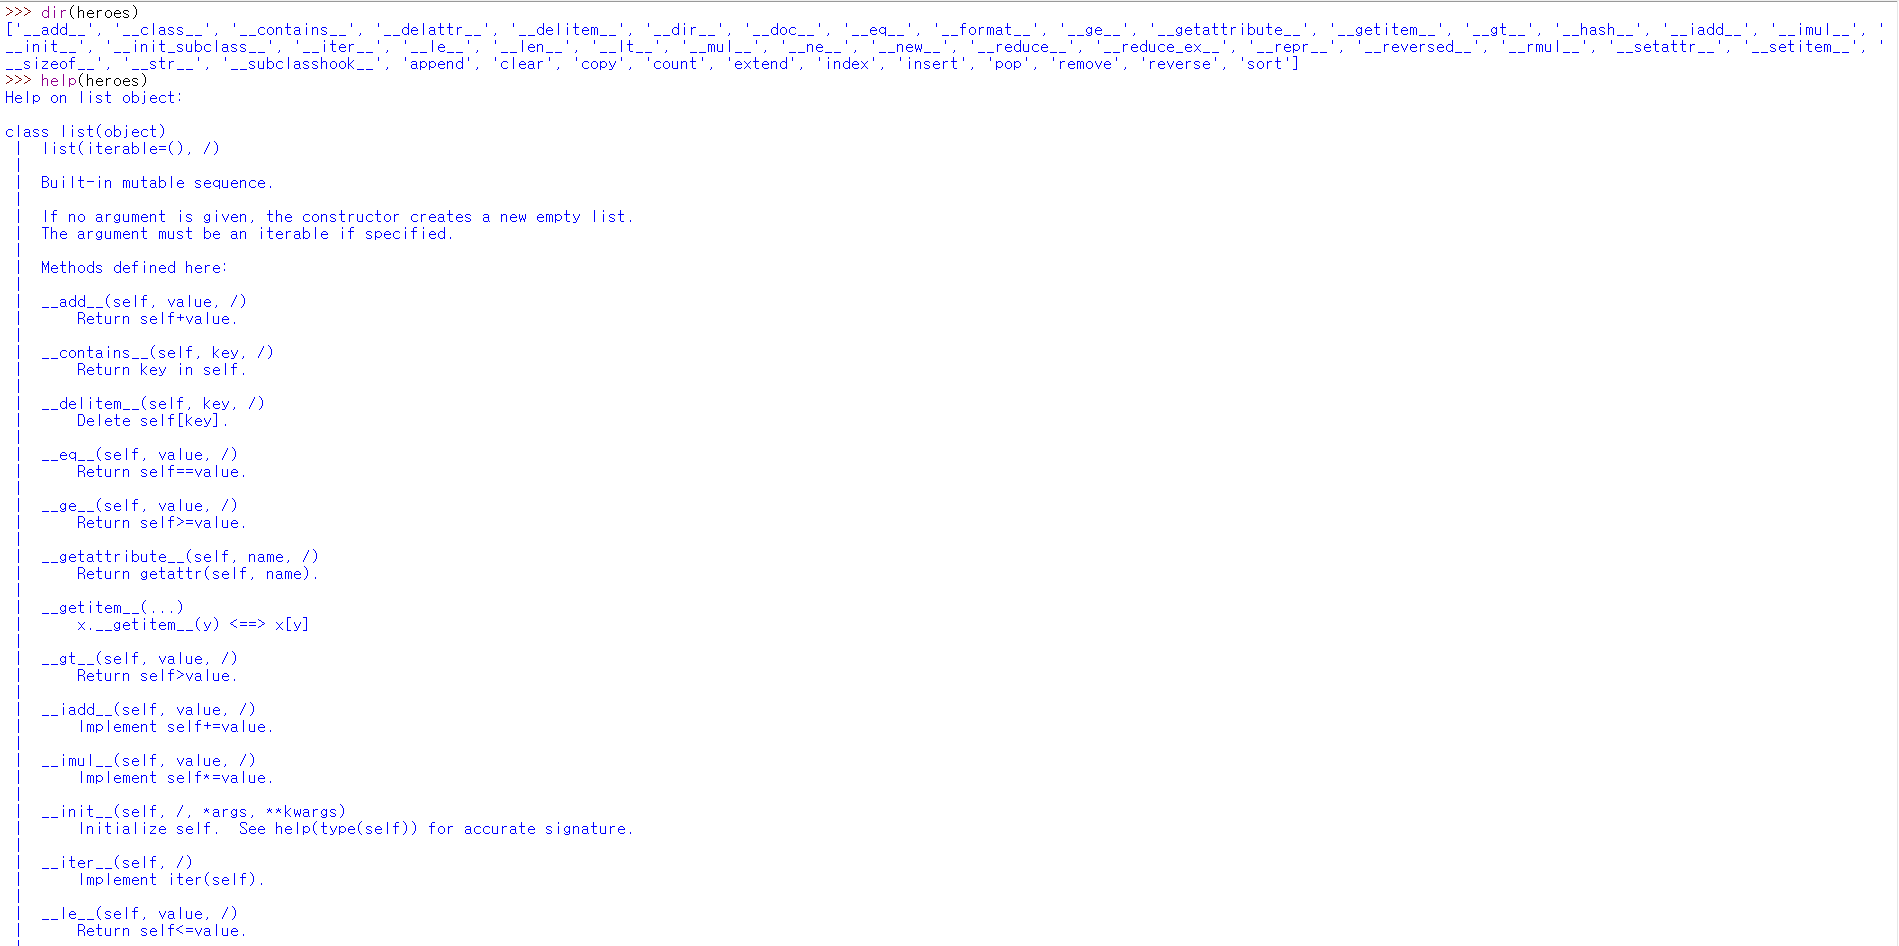 >>> dir(heroes)
['__add__', '__class__', '__contains__', '__delattr__', '__delitem__', '__dir__', '__doc__', '__eq__', '__format__', '__ge__', '__getattribute__', '__getitem__', '__gt__', '__hash__', '__iadd__', '__imul__', '
__init__', '__init_subclass__', '__iter__', '__le__', '__len__', '__lt__', '__mul__', '__ne__', '__new__', '__reduce__', '__reduce_ex__', '__repr__', '__reversed__', '__rmul__', '__setattr__', '__setitem__', '
__sizeof__', '__str__', '__subclasshook__', 'append', 'clear', 'copy', 'count', 'extend', 'index', 'insert', 'pop', 'remove', 'reverse', 'sort']
>>> help(heroes)
Help on list object:
class list(object)
 |  list(iterable=(), /)
 |
 |  Built-in mutable sequence.
 |
 |  If no argument is given, the constructor creates a new empty list.
 |  The argument must be an iterable if specified.
 |
 |  Methods defined here:
 |
 |  __add__(self, value, /)
 |      Return self+value.
 |
 |  __contains__(self, key, /)
 |      Return key in self.
 |
 |  __delitem__(self, key, /)
 |      Delete self[key].
 |
 |  __eq__(self, value, /)
 |      Return self==value.
 |
 |  __ge__(self, value, /)
 |      Return self>=value.
 |
 |  __getattribute__(self, name, /)
 |      Return getattr(self, name).
 |
 |  __getitem__(...)
 |      x.__getitem__(y) <==> x[y]
 |
 |  __gt__(self, value, /)
 |      Return self>value.
 |
 |  __iadd__(self, value, /)
 |      Implement self+=value.
 |
 |  __imul__(self, value, /)
 |      Implement self*=value.
 |
 |  __init__(self, /, *args, **kwargs)
 |      Initialize self.  See help(type(self)) for accurate signature.
 |
 |  __iter__(self, /)
 |      Implement iter(self).
 |
 |  __le__(self, value, /)
 |      Return self<=value.
 |